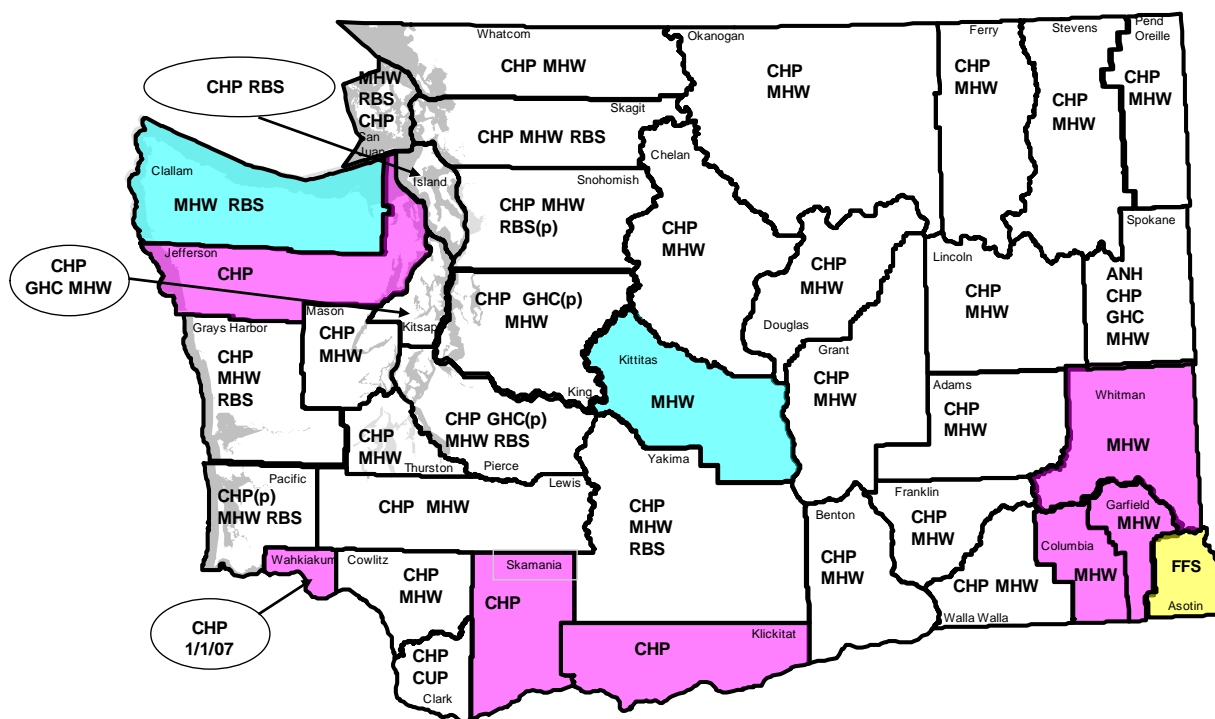 Whatcom
CHP MHW
Okanogan
CHP
MHW
Ferry
CHP
MHW
Stevens
CHP
MHW
Pend
Oreille
CHP
MHW
CHP RBS
MHW
RBS
CHP
San
Juan
Skagit
CHP MHW RBS
Chelan
CHP
MHW
Clallam
MHW RBS
Island
Snohomish
CHP MHW
RBS(p)
Jefferson
CHP
CHP
GHC MHW
Kitsap
Mason
CHP
MHW
CHP GHC(p)
MHW
King
CHP
MHW
Douglas
Lincoln
CHP
MHW
Spokane
ANH
CHP
GHC
MHW
Grays Harbor
CHP
MHW
RBS
Kittitas
MHW
Grant
CHP
MHW
Adams
CHP
MHW
Whitman
MHW
CHP GHC(p)
MHW RBS
Pierce
CHP
MHW
Thurston
Pacific
CHP(p)
MHW RBS
Lewis
CHP MHW
Yakima
CHP
MHW
RBS
Benton
CHP
MHW
Franklin
CHP
MHW
Garfield
MHW
Columbia
MHW
CHP MHW
Walla Walla
FFS
Asotin
Wahkiakum
CHP
1/1/07
Cowlitz
CHP
MHW
Skamania
CHP
Klickitat
CHP
CHP
CUP
Clark